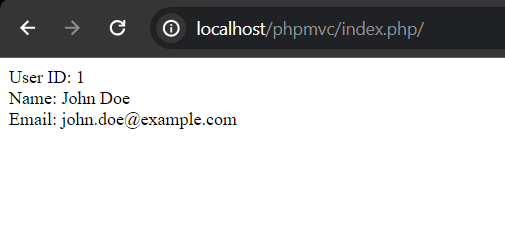 localhost/phpmvc/index.php/
User ID: 1
Name: John Doe
Email: john.doe@example.com